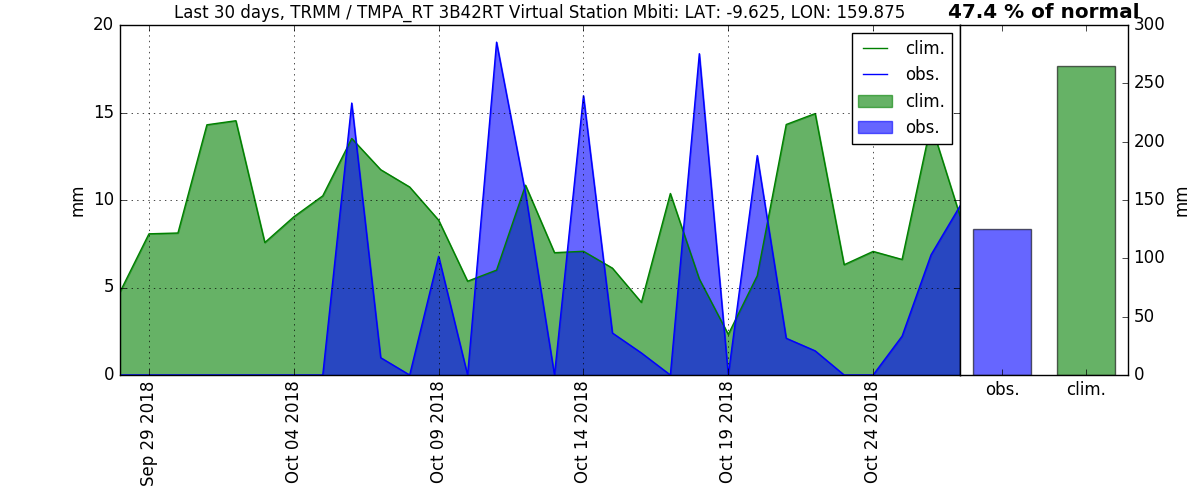 Last 30 days, TRMM / TMPA_RT 3B42RT Virtual Station Mbiti: LAT: -9.625, LON: 159.875
47.4 % of normal
20
15
10
5
0
mm
clim.
obs.
clim.
obs.
300
250
200
150
100
50
0
mm
Sep 29 2018
Oct 04 2018
Oct 09 2018
Oct 14 2018
Oct 19 2018
Oct 24 2018
obs.
clim.